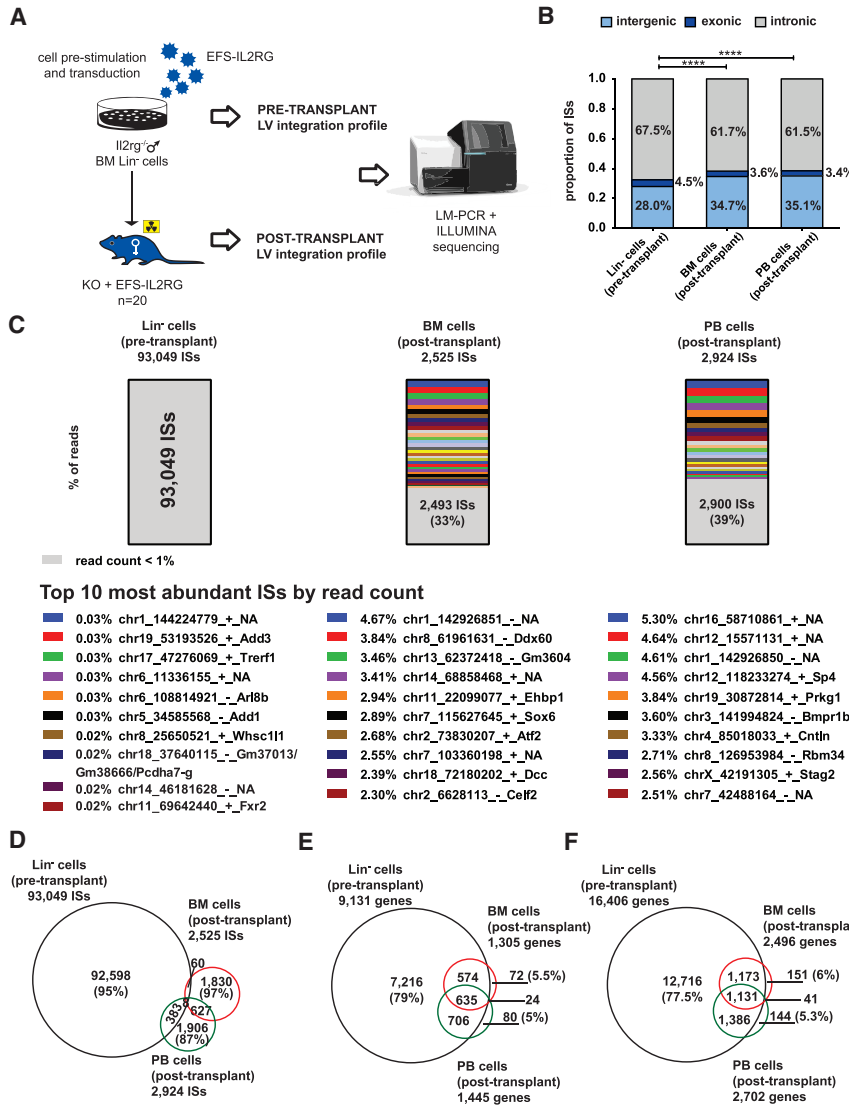 A
cell pre-stimulation
and transduction
EFS-IL2RG
Il2rg-/-♂
BM Lin- cells
PRE-TRANSPLANT
LV integration profile
POST-TRANSPLANT
LV integration profile
KO + EFS-IL2RG
n=20
LM-PCR +
ILLUMINA
sequencing
B
intergenic exonic intronic
****
****
proportion of ISs
1.0
0.8
0.6
0.4
0.2
0.0
67.5% 61.7% 61.5%
4.5% 3.6% 3.4%
28.0% 34.7% 35.1%
Lin- cells
(pre-transplant)
BM cells
(post-transplant)
PB cells
(post-transplant)
C
Lin- cells
(pre-transplant)
93,049 ISs
BM cells
(post-transplant)
2,525 ISs
PB cells
(post-transplant)
2,924 ISs
% of reads
93,049 ISs
2,493 ISs
(33%)
2,900 ISs
(39%)
read count < 1%
Top 10 most abundant ISs by read count
0.03% chr1_144224779_+_NA
0.03% chr19_53193526_+_Add3
0.03% chr17_47276069_+_Trerf1
0.03% chr6_11336155_+_NA
0.03% chr6_108814921_-_Arl8b
0.03% chr5_34585568_-_Add1
0.02% chr8_25650521_+_Whsc1l1
0.02% chr18_37640115_-_Gm37013/
Gm38666/Pcdha7-g
0.02% chr14_46181628_-_NA
0.02% chr11_69642440_+_Fxr2
4.67% chr1_142926851_-_NA
3.84% chr8_61961631_-_Ddx60
3.46% chr13_62372418_-_Gm3604
3.41% chr14_68858468_+_NA
2.94% chr11_22099077_+_Ehbp1
2.89% chr7_115627645_+_Sox6
2.68% chr2_73830207_+_Atf2
2.55% chr7_103360198_+_NA
2.39% chr18_72180202_+_Dcc
2.30% chr2_6628113_-_Celf2
5.30% chr16_58710861_+_NA
4.64% chr12_15571131_+_NA
4.61% chr1_142926850_-_NA
4.56% chr12_118233274_+_Sp4
3.84% chr19_30872814_+_Prkg1
3.60% chr3_141994824_-_Bmpr1b
3.33% chr4_85018033_+_Cntln
2.71% chr8_126953984_-_Rbm34
2.56% chrX_42191305_+_Stag2
2.51% chr7_42488164_-_NA
D
Lin- cells
(pre-transplant)
93,049 ISs
BM cells
(post-transplant)
2,525 ISs
60
92,598
(95%)
1,830
(97%)
383
8
627
1,906
(87%)
PB cells
(post-transplant)
2,924 ISs
E
Lin- cells
(pre-transplant)
9,131 genes
BM cells
(post-transplant)
1,305 genes
7,216
(79%)
574
72 (5.5%)
635
24
706
80 (5%)
PB cells
(post-transplant)
1,445 genes
F
Lin- cells
(pre-transplant)
16,406 genes
BM cells
(post-transpla
2,496 genes
12,716
(77.5%
1,173
151 (6%)
1,131
41
1,386
144 (5.3%)
PB cells
(post-transplant)
2,702 genes